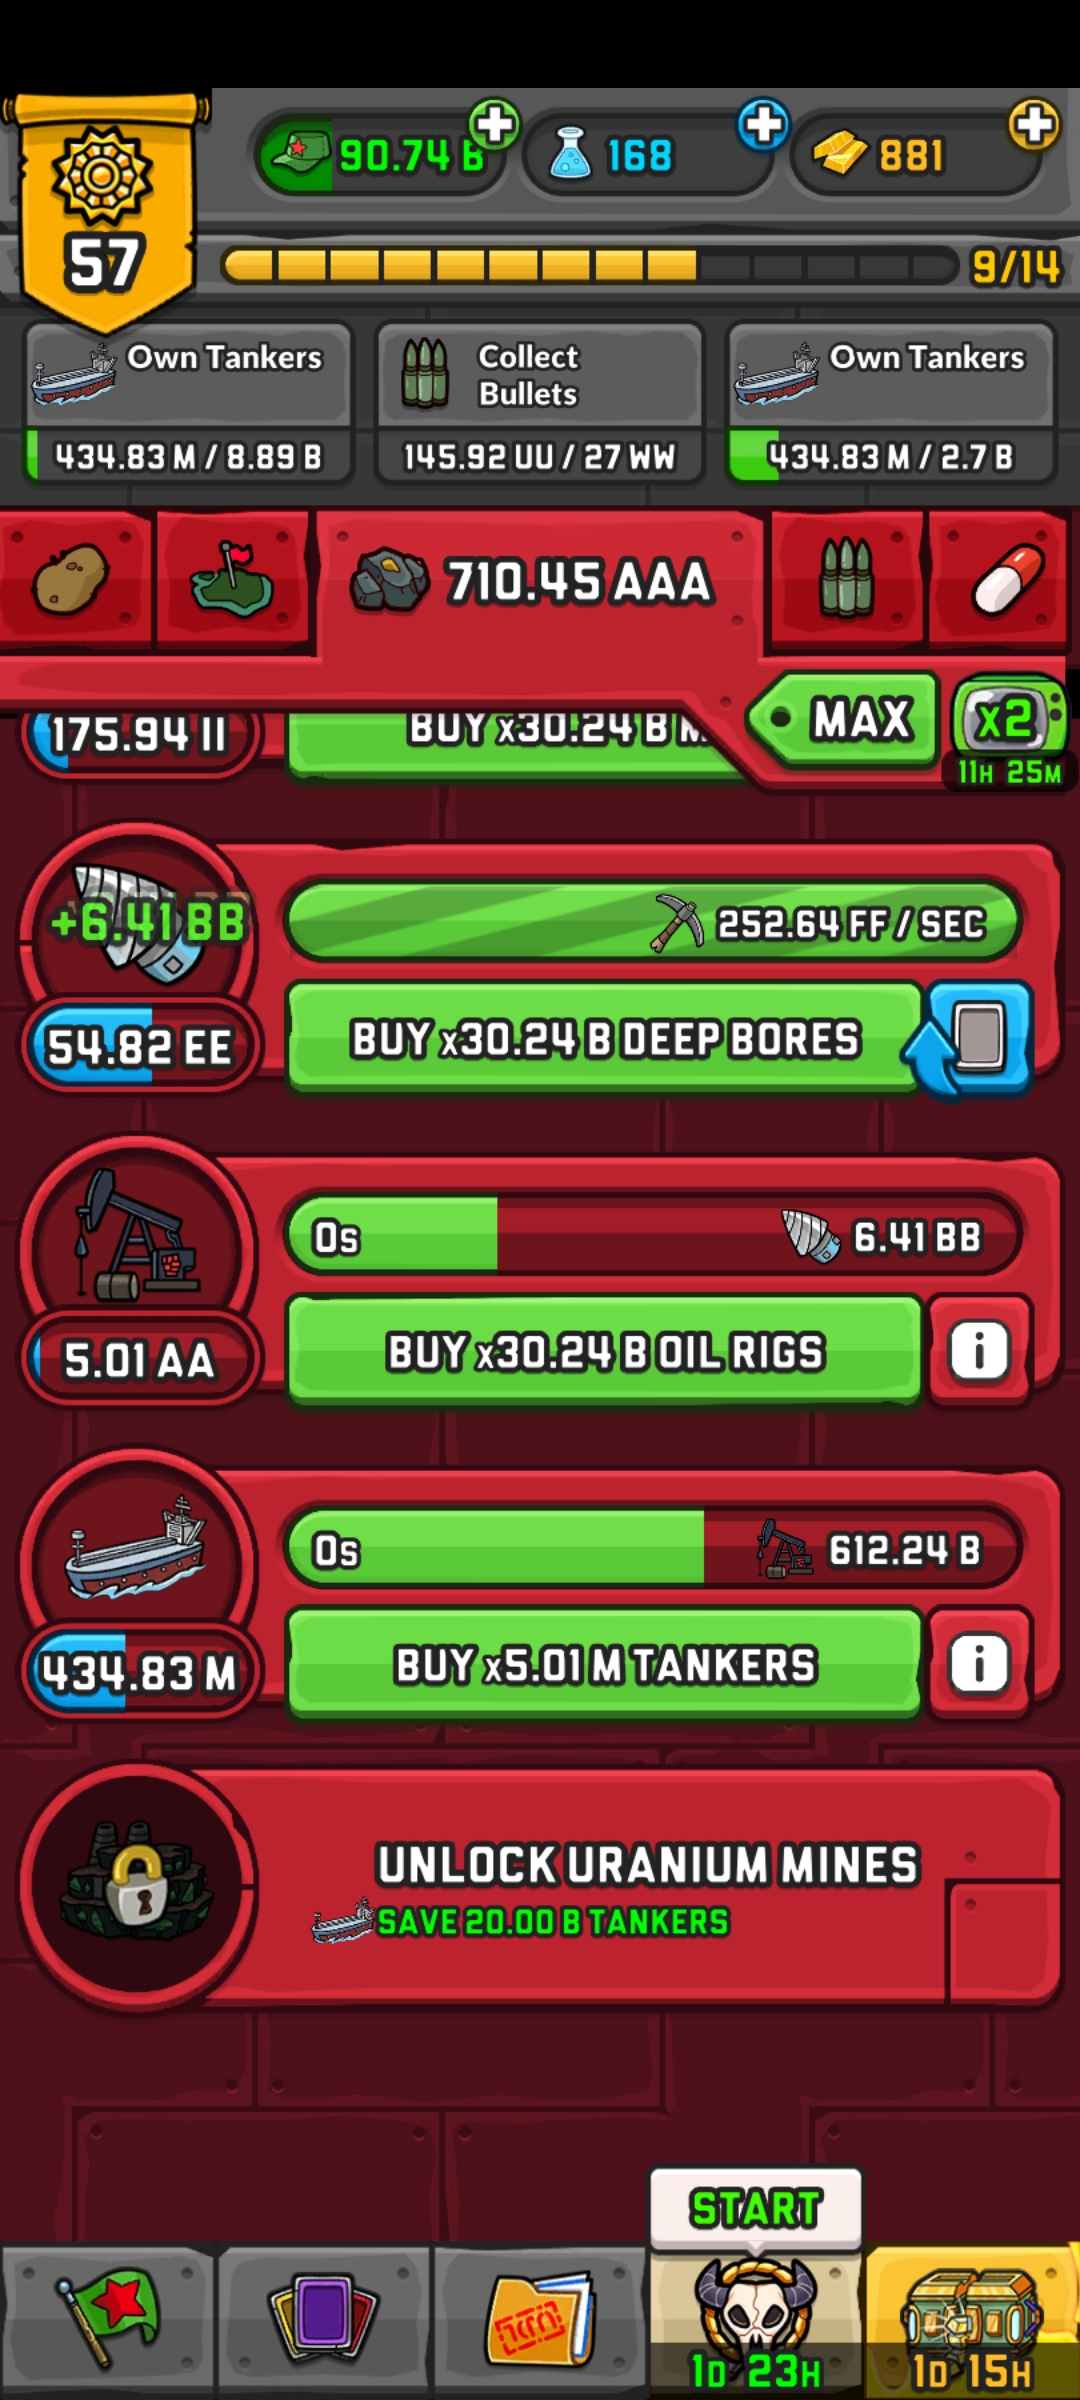 90.74 B
168
881
57
9/14
Own Tankers
434.83 M / 8.89 B
Collect
Bullets
145.92 UU / 27 WW
Own Tankers
434.83 M / 2.7 B
710.45 AAA
MAX
x2
11H 25M
175.94 II
BUY x30.24 B
+6.41 BB
252.64 FF / SEC
54.82 EE
BUY x30.24 B DEEP BORES
0s
6.41 BB
5.01 AA
BUY x30.24 B OIL RIGS
i
0s
612.24 B
434.83 M
BUY x5.01 M TANKERS
i
UNLOCK URANIUM MINES
SAVE 20.00 B TANKERS
START
1D 23H
1D 15H